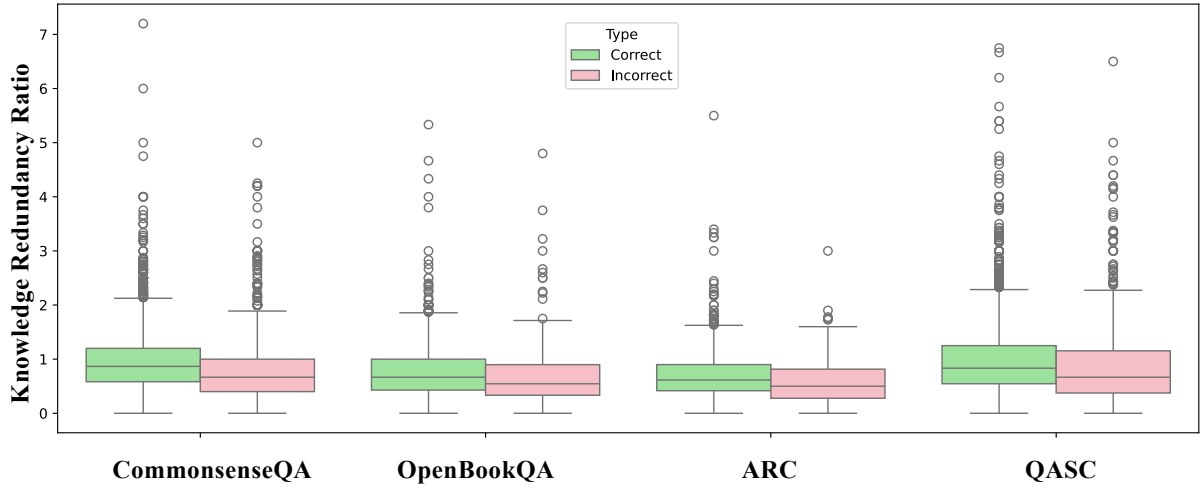 Type
Correct
Incorrect
Knowledge Redundancy Ratio
7
6
5
4
3
2
1
0
CommonsenseQA OpenBookQA ARC QASC